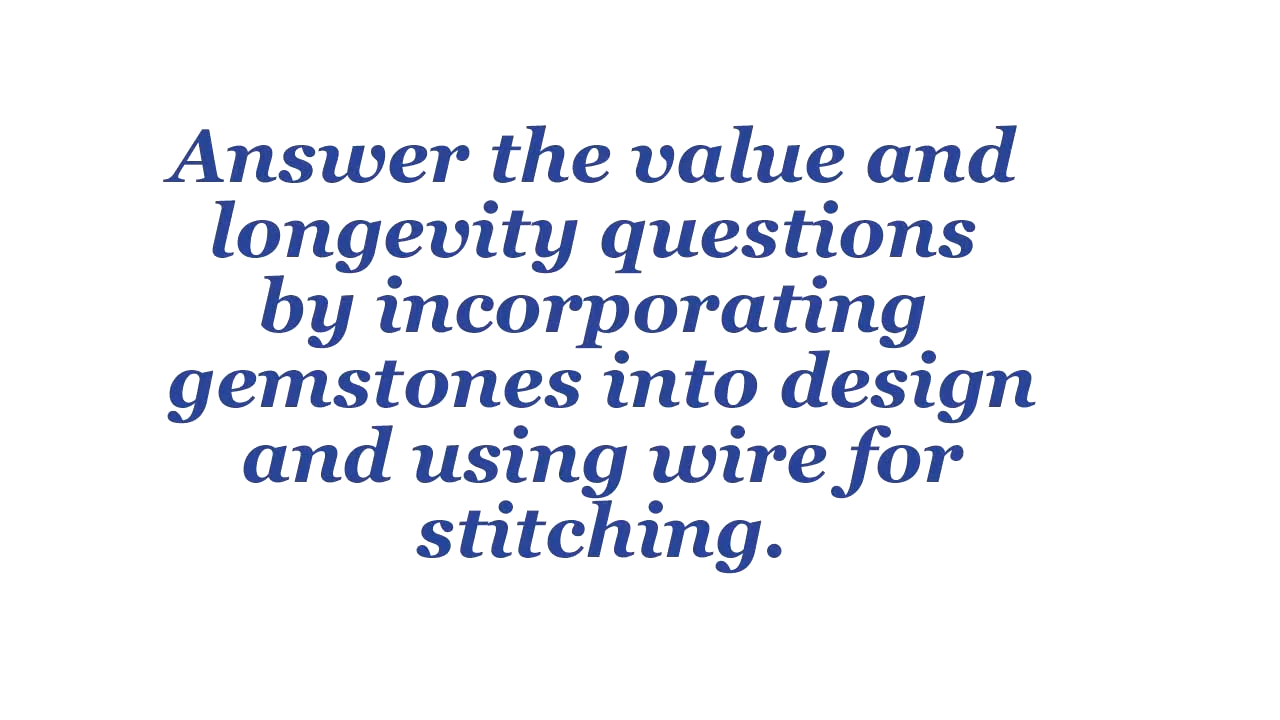 Answer the value and
longevity questions
by incorporating
gemstones into design
and using wire for
stitching.